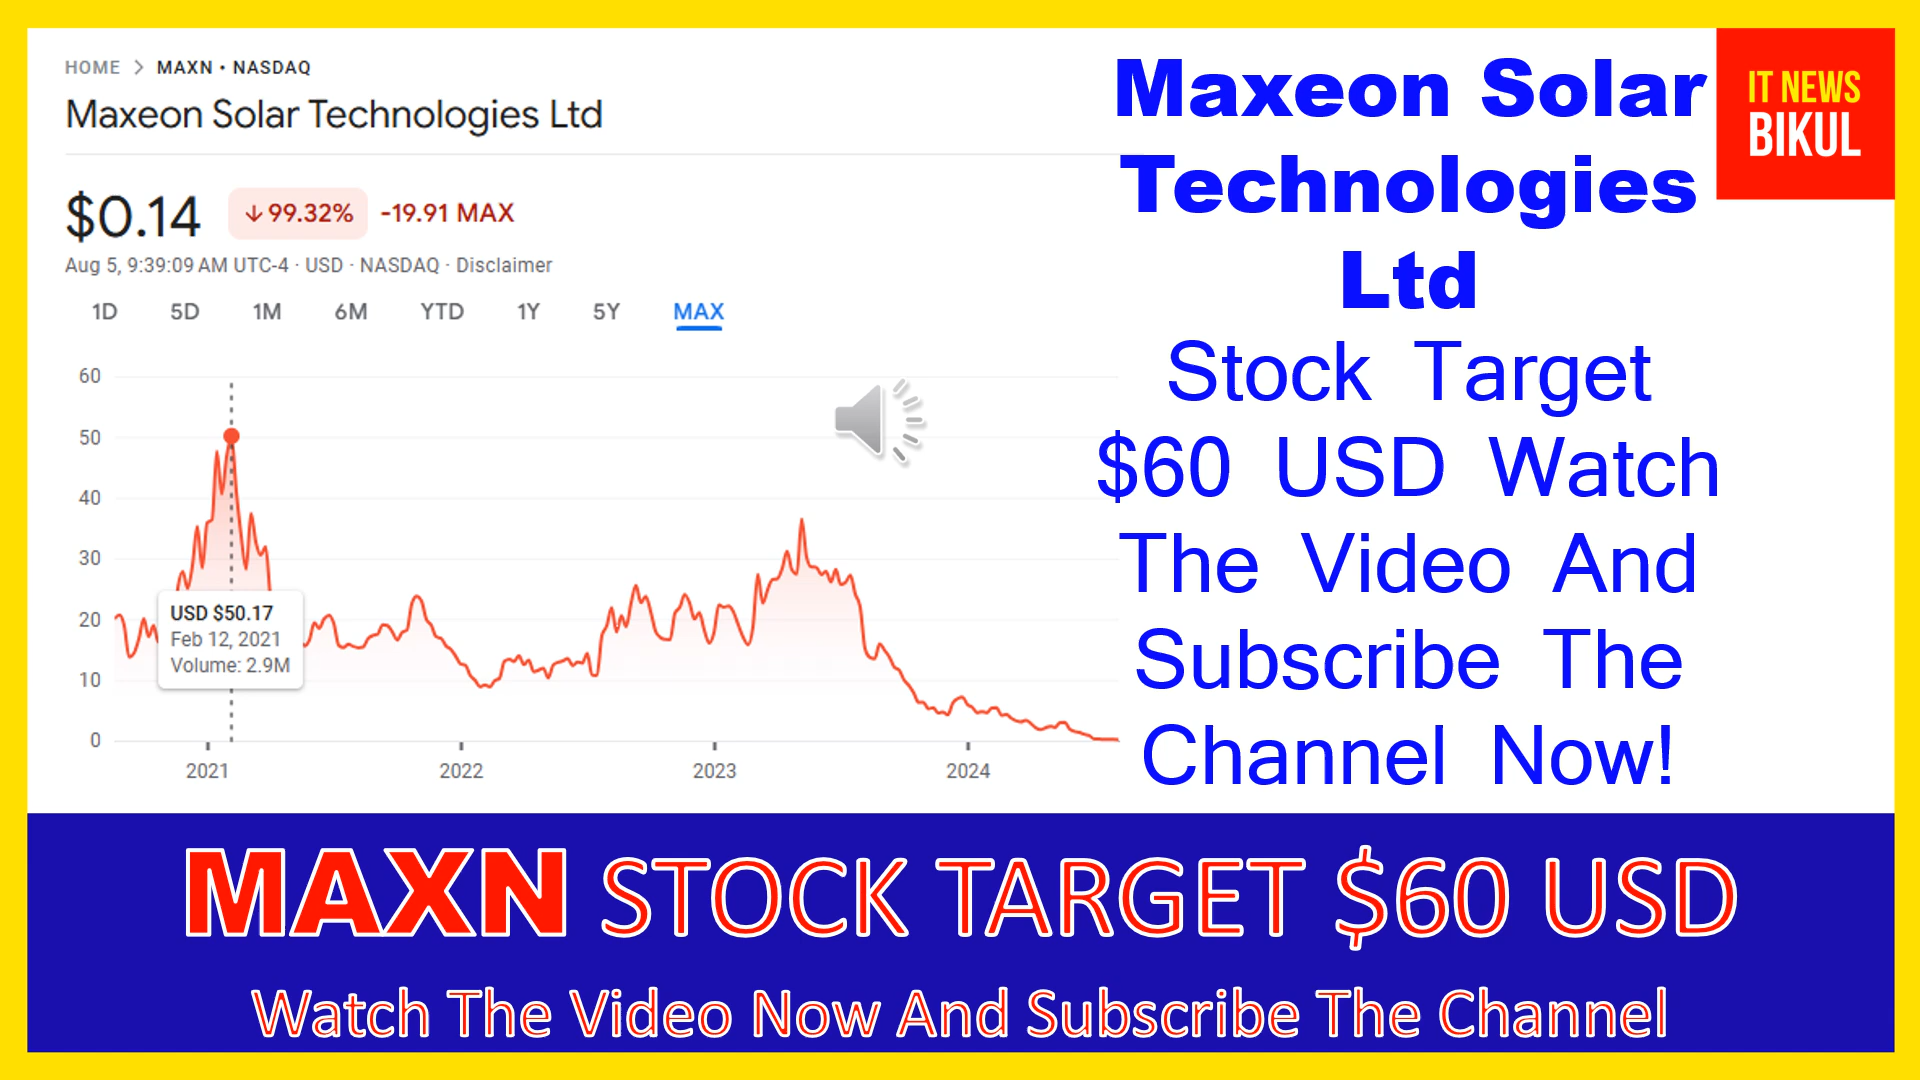 HOME > MAXN • NASDAQ
Maxeon Solar Technologies Ltd
$0.14 ↓99.32% -19.91 MAX
Aug 5, 9:39:09 AM UTC-4 · USD · NASDAQ · Disclaimer
1D 5D 1M 6M YTD 1Y 5Y MAX
60
50
40
30
20
10
0
USD $50.17
Feb 12, 2021
Volume: 2.9M
2021 2022 2023 2024
Maxeon Solar
Technologies
Ltd
Stock Target
$60 USD Watch
The Video And
Subscribe The
Channel Now!
IT NEWS
BIKUL
MAXN STOCK TARGET $60 USD
Watch The Video Now And Subscribe The Channel